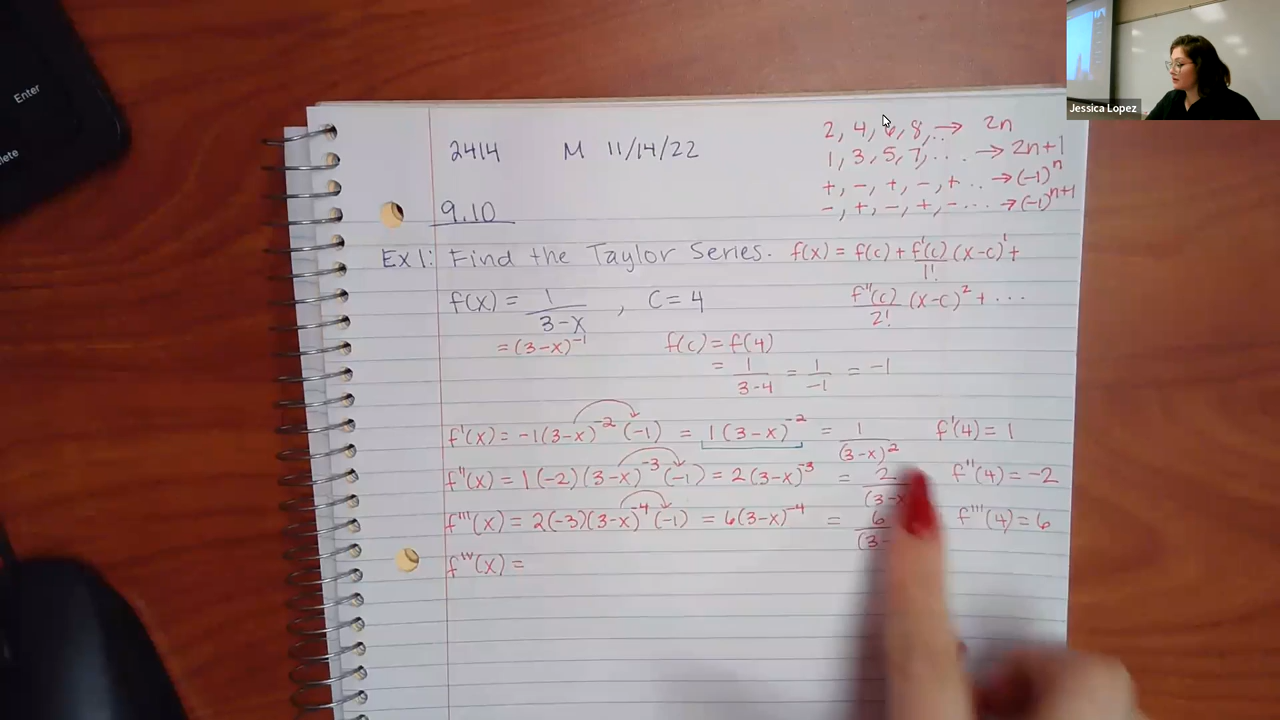 Enter
lete
Jessica Lopez
2414 M 11/14/22
2, 4, 6, 8, ... → 2n
1, 3, 5, 7, ... → 2n+1
+, -, +, -, + ... → (-1)^n
-, +, -, +, - ... → (-1)^{n+1}
9.10
Ex 1: Find the Taylor Series. f(x) = f(c) + f'(c)/1! (x-c)^1 +
f''(c)/2! (x-c)^2 + ...
f(x) = 1/(3-x) , C = 4
= (3-x)^{-1}
f(c) = f(4)
= 1/(3-4) = 1/-1 = -1
f'(x) = -1(3-x)^{-2}(-1) = 1(3-x)^{-2} = 1/(3-x)^2 f'(4) = 1
f''(x) = 1(-2)(3-x)^{-3}(-1) = 2(3-x)^{-3} = 2/(3-x f''(4) = -2
f'''(x) = 2(-3)(3-x)^{-4}(-1) = 6(3-x)^{-4} = 6/(3- f'''(4) = 6
f''''(x) =